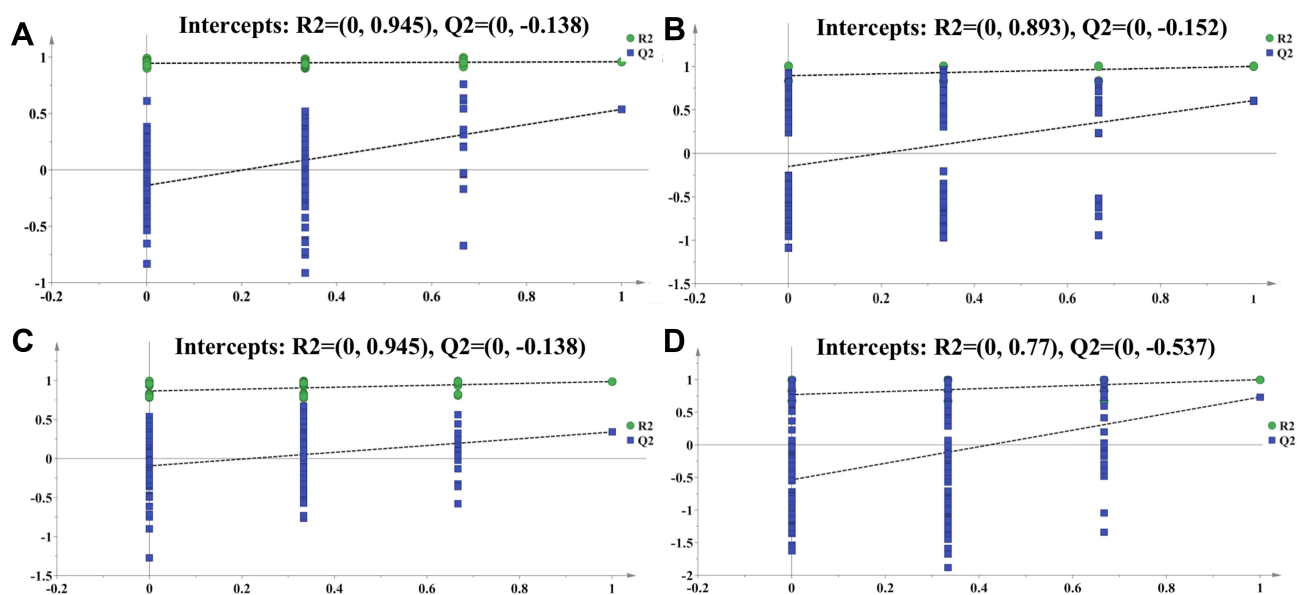 A
Intercepts: R2=(0, 0.945), Q2=(0, -0.138)
R2
Q2
1
0.5
0
-0.5
-1
-0.2 0 0.2 0.4 0.6 0.8 1
B
Intercepts: R2=(0, 0.893), Q2=(0, -0.152)
R2
Q2
1
0.5
0
-0.5
-1
-1.5
-0.2 0 0.2 0.4 0.6 0.8 1
C
Intercepts: R2=(0, 0.945), Q2=(0, -0.138)
1
0.5
R2
Q2
0
-0.5
-1
-1.5
-0.2 0 0.2 0.4 0.6 0.8 1
D
Intercepts: R2=(0, 0.77), Q2=(0, -0.537)
1
0.5
R2
Q2
0
-0.5
-1
-1.5
-2
-0.2 0 0.2 0.4 0.6 0.8 1